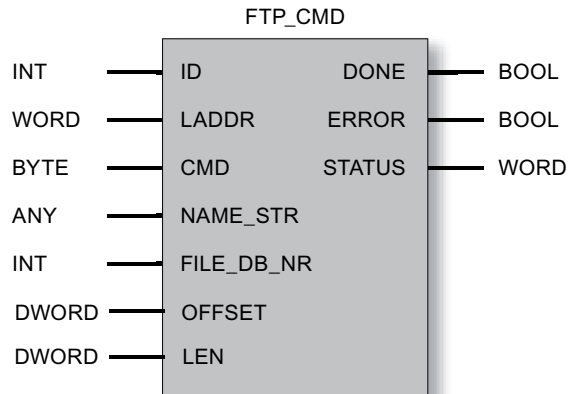 FTP_CMD
INT ID DONE BOOL
WORD LADDR ERROR BOOL
BYTE CMD STATUS WORD
ANY NAME_STR
INT FILE_DB_NR
DWORD OFFSET
DWORD LEN